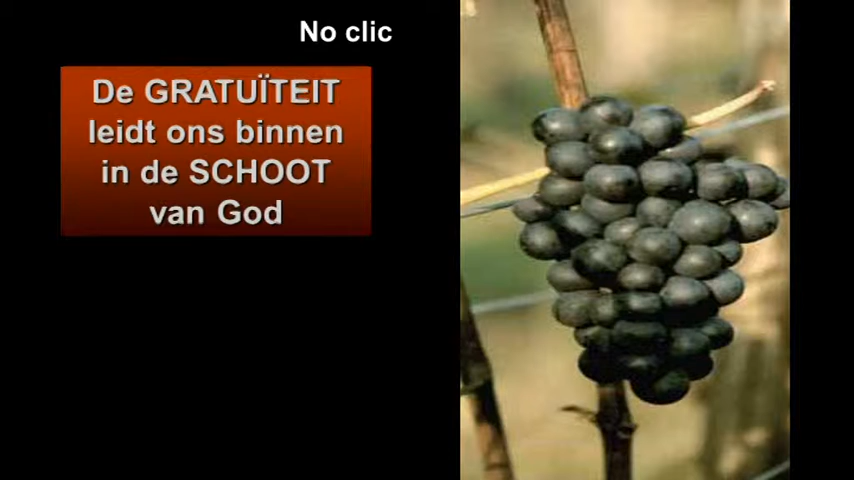 No clic
De GRATUÏTEIT
leidt ons binnen
in de SCHOOT
van God